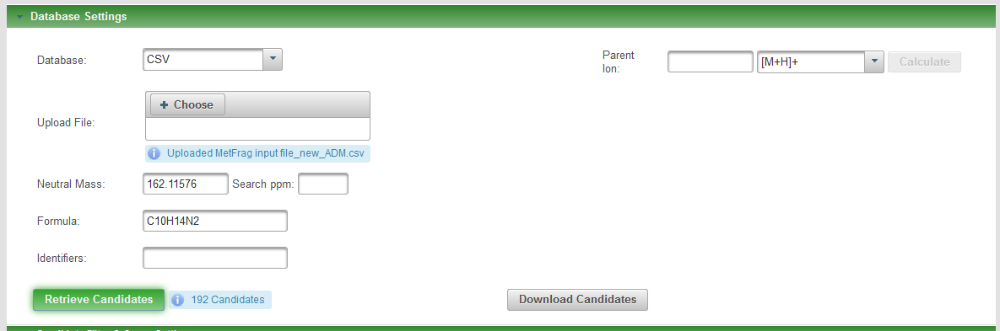 Database Settings
Database: CSV
Parent Ion: [M+H]+ Calculate
Choose
Upload File:
Uploaded MetFrag input file_new_ADM.csv
Neutral Mass: 162.11576 Search ppm:
Formula: C10H14N2
Identifiers:
Retrieve Candidates 192 Candidates Download Candidates